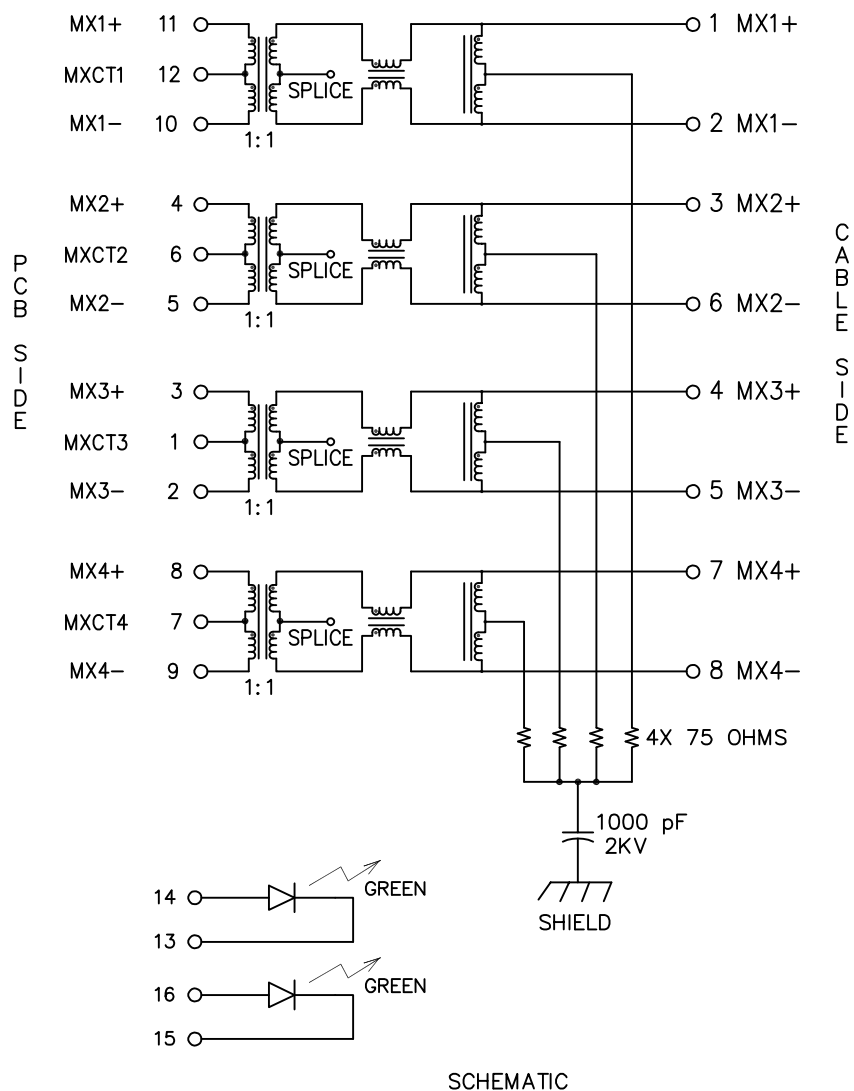 MX1+ 11 1 MX1+
MXCT1 12 SPLICE
MX1- 10 2 MX1-
1:1
MX2+ 4 3 MX2+
MXCT2 6 SPLICE
MX2- 5 6 MX2-
1:1
PCB SIDE
CABLE SIDE
MX3+ 3 4 MX3+
MXCT3 1 SPLICE
MX3- 2 5 MX3-
1:1
MX4+ 8 7 MX4+
MXCT4 7 SPLICE
MX4- 9 8 MX4-
1:1
4X 75 OHMS
1000 pF
2KV
SHIELD
14 GREEN
13
16 GREEN
15
SCHEMATIC